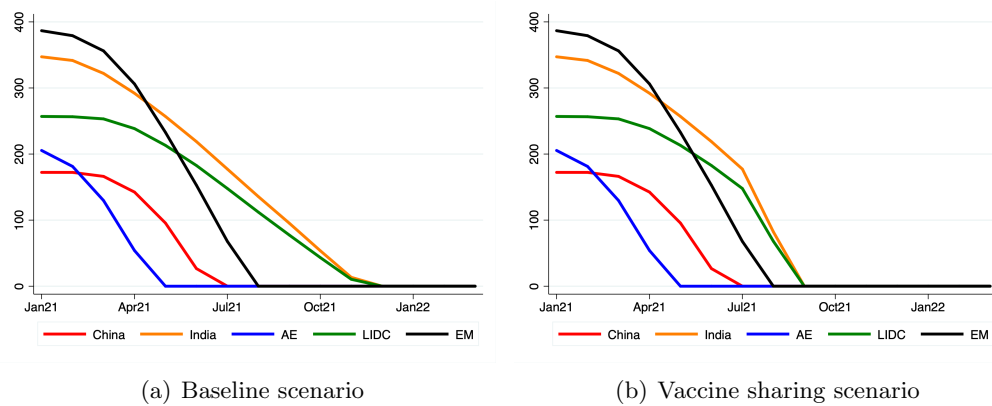 400
300
200
100
0
Jan21 Apr21 Jul21 Oct21 Jan22
China India AE LIDC EM
(a) Baseline scenario
400
300
200
100
0
Jan21 Apr21 Jul21 Oct21 Jan22
China India AE LIDC EM
(b) Vaccine sharing scenario